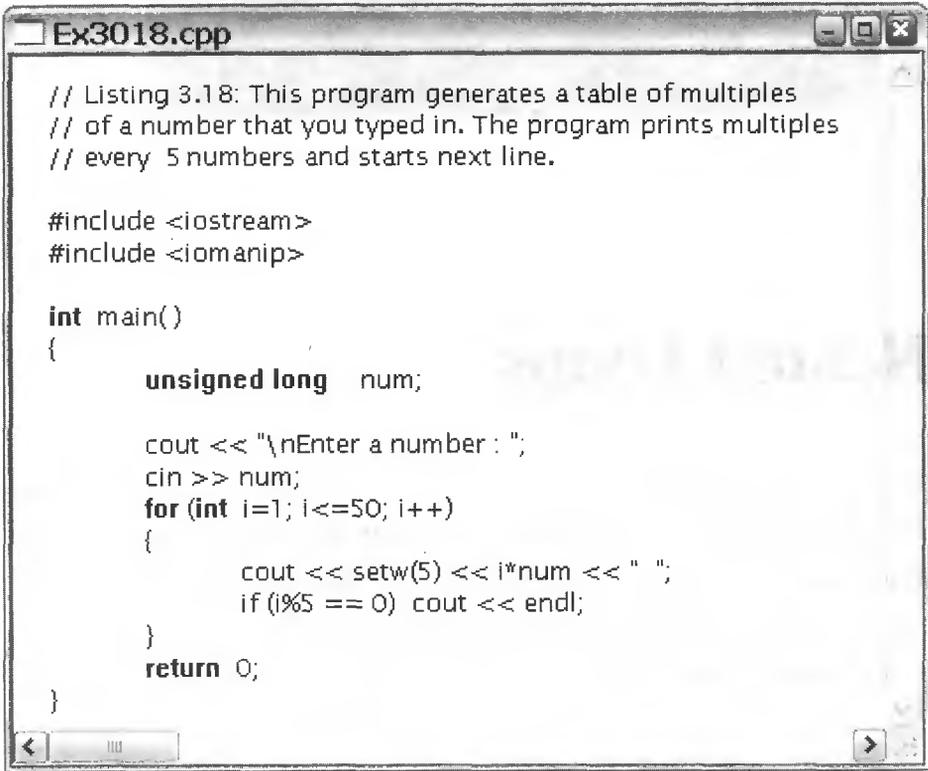 Ex3018.cpp
// Listing 3.18: This program generates a table of multiples
// of a number that you typed in. The program prints multiples
// every 5 numbers and starts next line.
#include <iostream>
#include <iomanip>
int main()
{
unsigned long num;
cout << "\nEnter a number : ";
cin >> num;
for (int i=1; i<=50; i++)
{
cout << setw(5) << i*num << "  ";
if (i%5 == 0) cout << endl;
}
return 0;
}